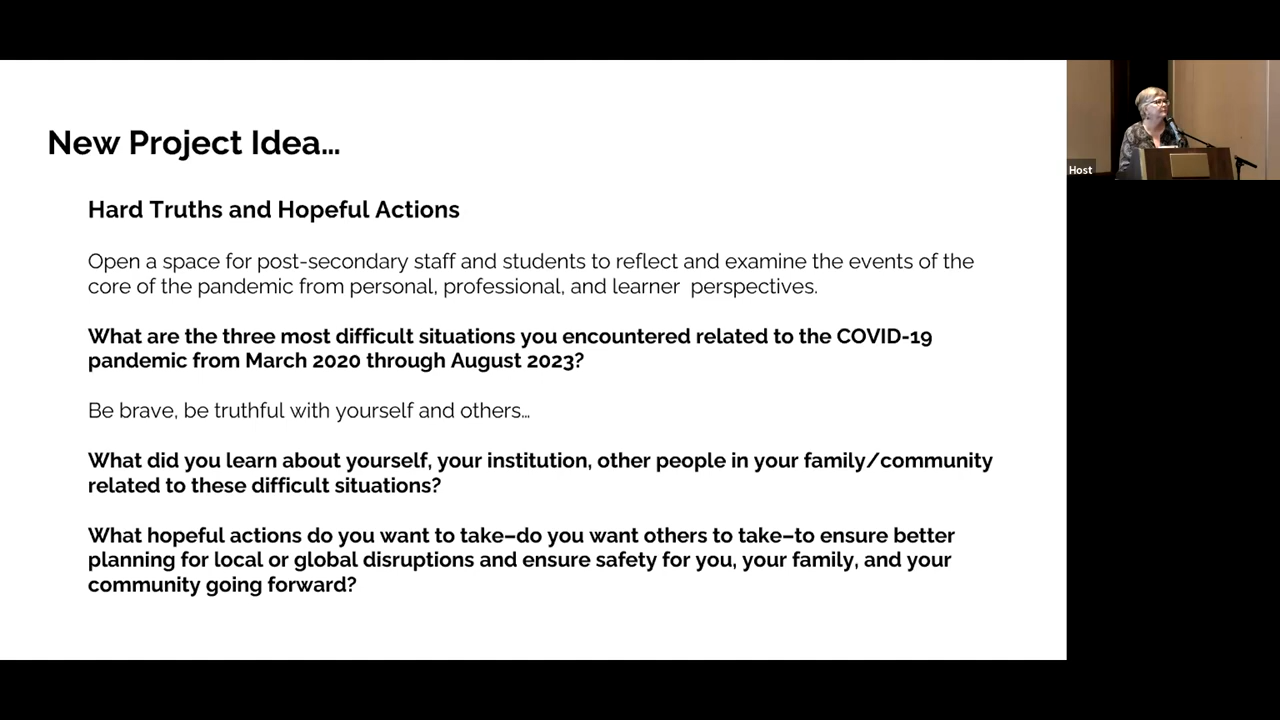 New Project Idea…
Hard Truths and Hopeful Actions
Open a space for post-secondary staff and students to reflect and examine the events of the
core of the pandemic from personal, professional, and learner  perspectives.
What are the three most difficult situations you encountered related to the COVID-19
pandemic from March 2020 through August 2023?
Be brave, be truthful with yourself and others…
What did you learn about yourself, your institution, other people in your family/community
related to these difficult situations?
What hopeful actions do you want to take–do you want others to take–to ensure better
planning for local or global disruptions and ensure safety for you, your family, and your
community going forward?
Host